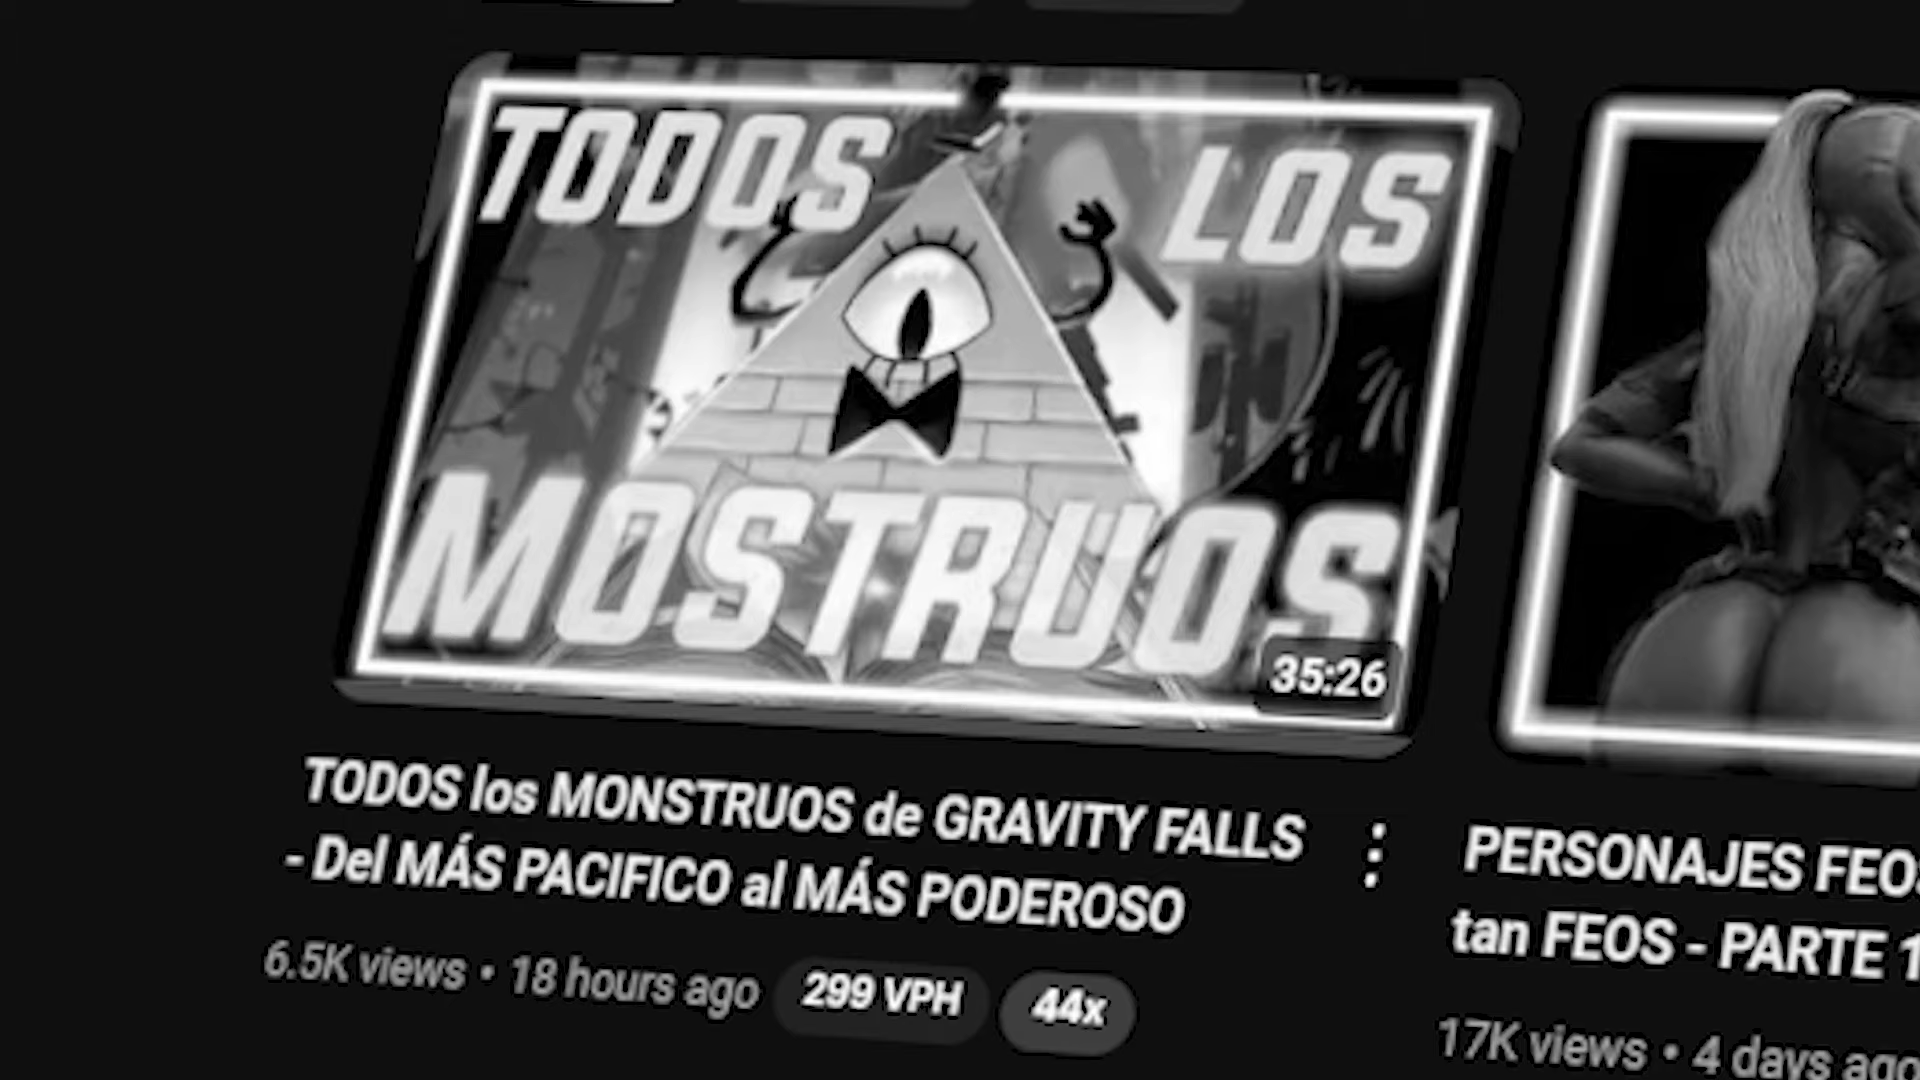 TODOS LOS
MOSTRUOS
35:26
TODOS los MONSTRUOS de GRAVITY FALLS
- Del MÁS PACIFICO al MÁS PODEROSO
6.5K views • 18 hours ago 299 VPH 44x
PERSONAJES FEOS
tan FEOS - PARTE 1
17K views • 4 days ago